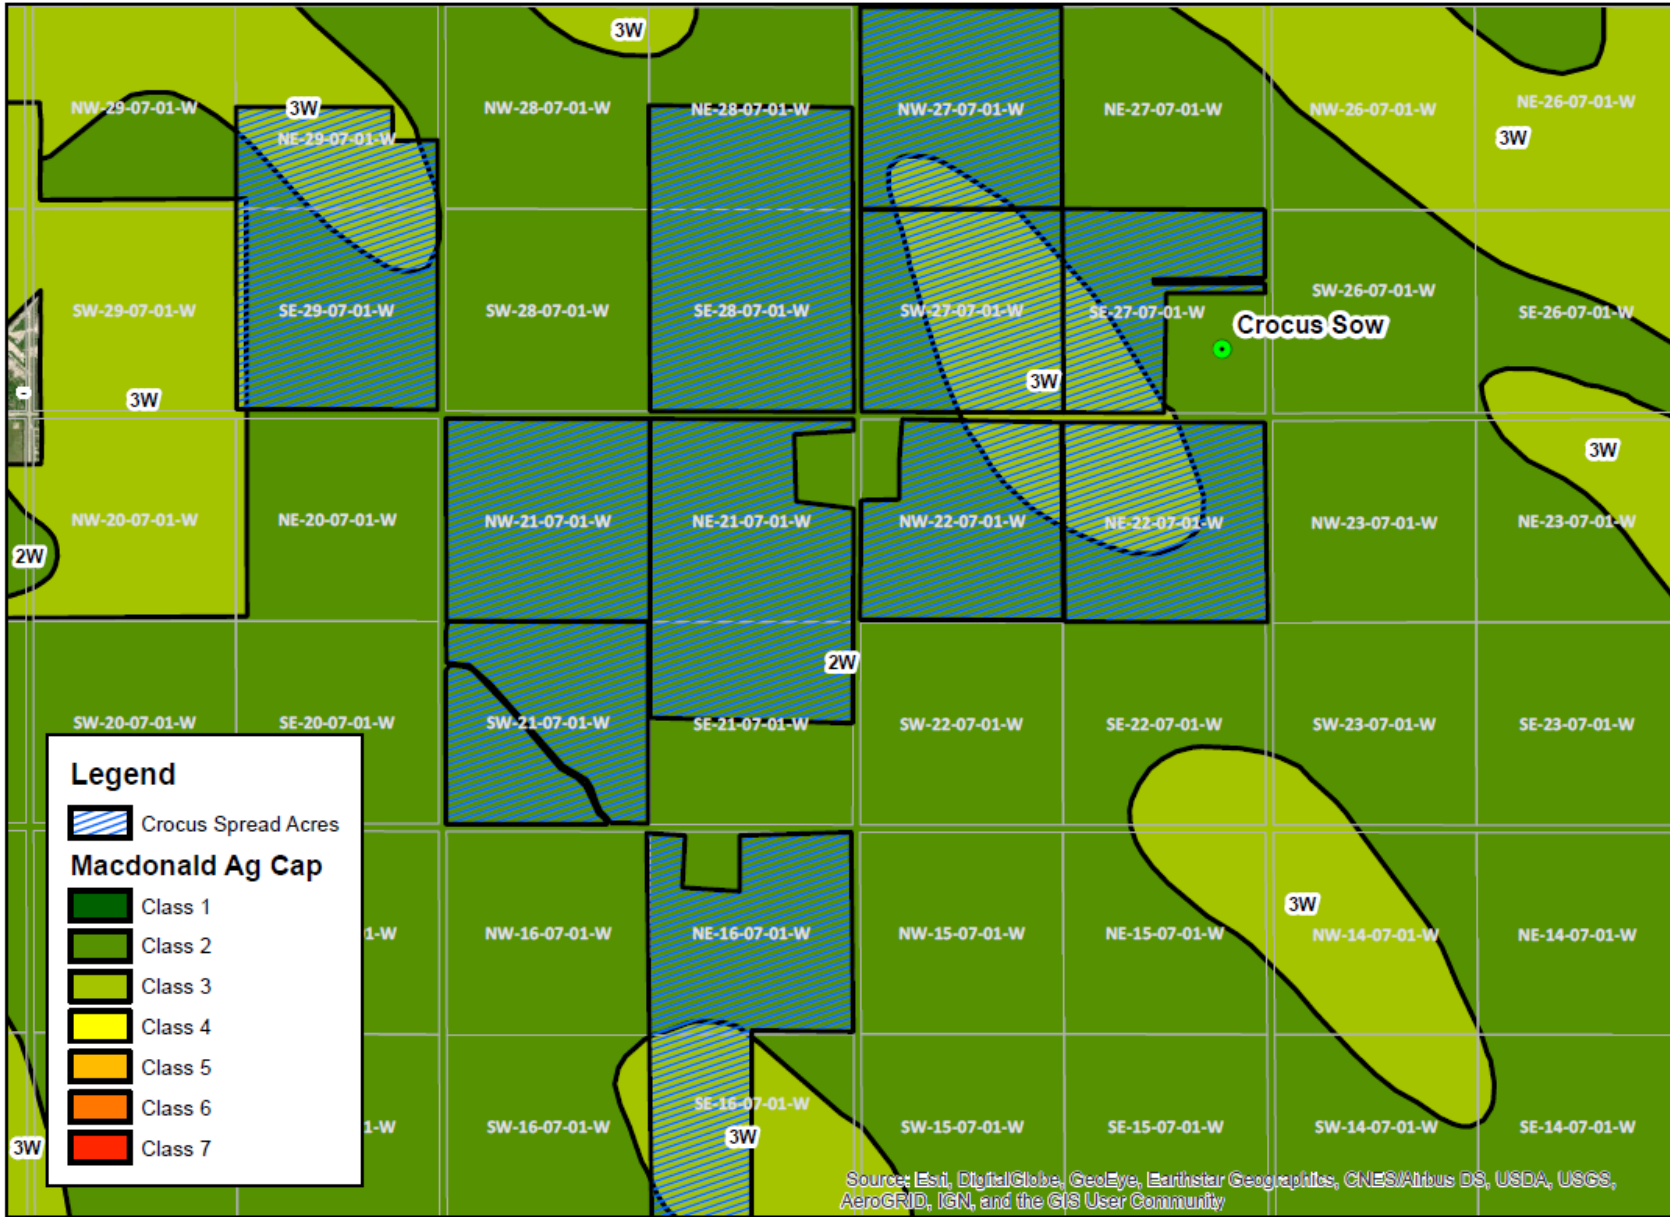 3W
NW-29-07-01-W
3W
NW-28-07-01-W
NE-28-07-01-W
NW-27-07-01-W
NE-27-07-01-W
NW-26-07-01-W
NE-26-07-01-W
NE-29-07-01-W
3W
SW-29-07-01-W
SE-29-07-01-W
SW-28-07-01-W
SE-28-07-01-W
SW-27-07-01-W
SE-27-07-01-W
SW-26-07-01-W
SE-26-07-01-W
Crocus Sow
3W
3W
3W
NW-20-07-01-W
NE-20-07-01-W
NW-21-07-01-W
NE-21-07-01-W
NW-22-07-01-W
NE-22-07-01-W
NW-23-07-01-W
NE-23-07-01-W
2W
2W
SW-20-07-01-W
SE-20-07-01-W
SW-21-07-01-W
SE-21-07-01-W
SW-22-07-01-W
SE-22-07-01-W
SW-23-07-01-W
SE-23-07-01-W
Legend
Crocus Spread Acres
Macdonald Ag Cap
Class 1
Class 2
Class 3
Class 4
Class 5
Class 6
Class 7
3W
1-W
NW-16-07-01-W
NE-16-07-01-W
NW-15-07-01-W
NE-15-07-01-W
NW-14-07-01-W
NE-14-07-01-W
SE-16-07-01-W
1-W
SW-16-07-01-W
SW-15-07-01-W
SE-15-07-01-W
SW-14-07-01-W
SE-14-07-01-W
3W
3W
Source: Esri, DigitalGlobe, GeoEye, Earthstar Geographics, CNES/Airbus DS, USDA, USGS,
AeroGRID, IGN, and the GIS User Community